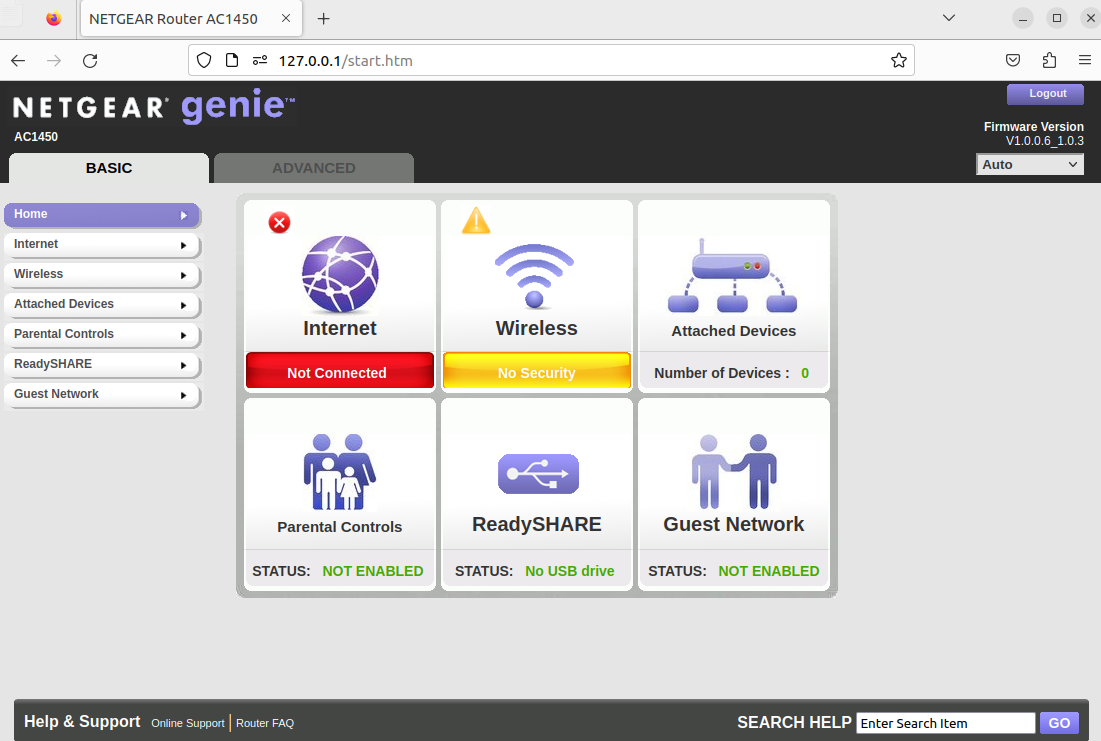 NETGEAR Router AC1450
127.0.0.1/start.htm
NETGEAR® genie™
Logout
AC1450
Firmware Version
V1.0.0.6_1.0.3
BASIC
ADVANCED
Auto
Home
Internet
Wireless
Attached Devices
Parental Controls
ReadySHARE
Guest Network
Internet
Not Connected
Wireless
No Security
Attached Devices
Number of Devices : 0
Parental Controls
STATUS: NOT ENABLED
ReadySHARE
STATUS: No USB drive
Guest Network
STATUS: NOT ENABLED
Help & Support Online Support Router FAQ
SEARCH HELP Enter Search Item GO